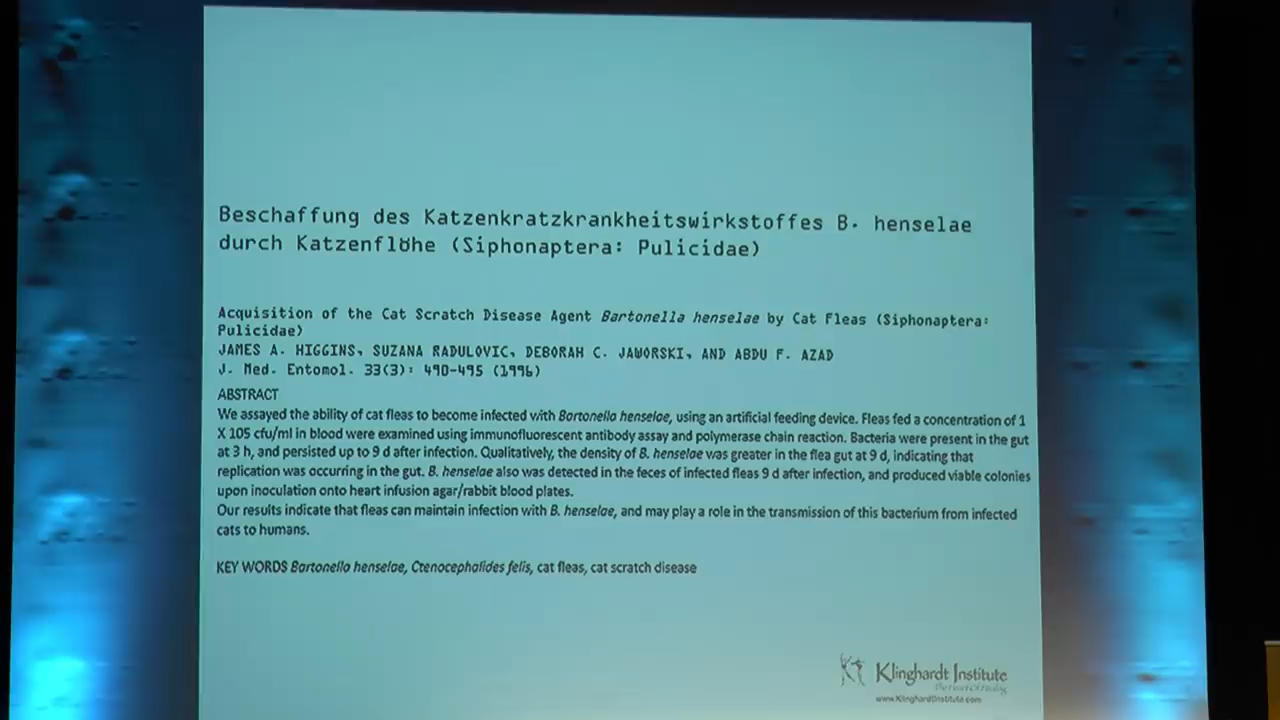 Beschaffung des Katzenkratzkrankheitswirkstoffes B. henselae
durch Katzenflöhe (Siphonaptera: Pulicidae)
Acquisition of the Cat Scratch Disease Agent Bartonella henselae by Cat Fleas (Siphonaptera:
Pulicidae)
JAMES A. HIGGINS, SUZANA RADULOVIC, DEBORAH C. JAWORSKI, AND ABDU F. AZAD
J. Med. Entomol. 33(3): 490-495 (1996)
ABSTRACT
We assayed the ability of cat fleas to become infected with Bartonella henselae, using an artificial feeding device. Fleas fed a concentration of 1
X 105 cfu/ml in blood were examined using immunofluorescent antibody assay and polymerase chain reaction. Bacteria were present in the gut
at 3 h, and persisted up to 9 d after infection. Qualitatively, the density of B. henselae was greater in the flea gut at 9 d, indicating that
replication was occurring in the gut. B. henselae also was detected in the feces of infected fleas 9 d after infection, and produced viable colonies
upon inoculation onto heart infusion agar/rabbit blood plates.
Our results indicate that fleas can maintain infection with B. henselae, and may play a role in the transmission of this bacterium from infected
cats to humans.
KEY WORDS Bartonella henselae, Ctenocephalides felis, cat fleas, cat scratch disease
Klinghardt Institute
www.KlinghardtInstitute.com